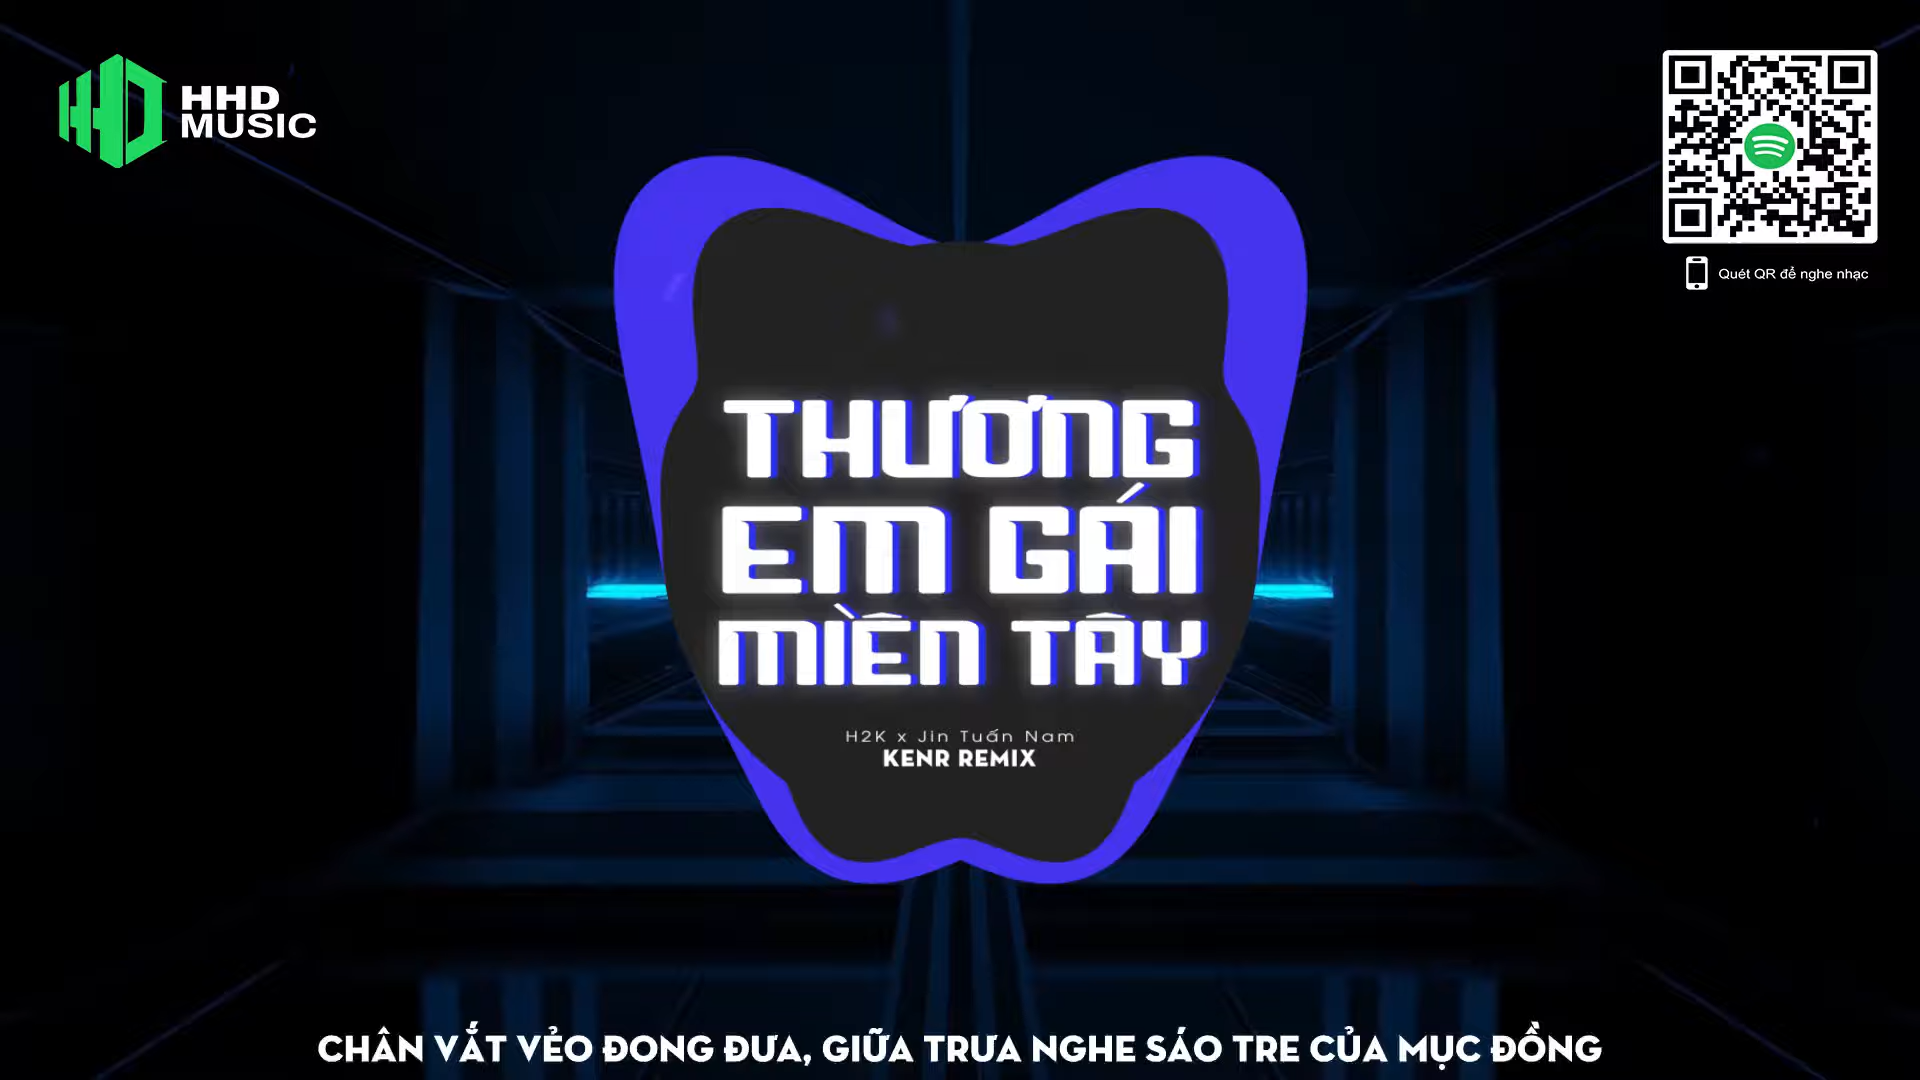 HHD
MUSIC
Quét QR để nghe nhạc
THƯƠNG
EM GÁI
MIỀN TÂY
H2K x Jin Tuấn Nam
KENR REMIX
CHÂN VẮT VẺO ĐONG ĐƯA, GIỮA TRƯA NGHE SÁO TRE CỦA MỤC ĐỒNG